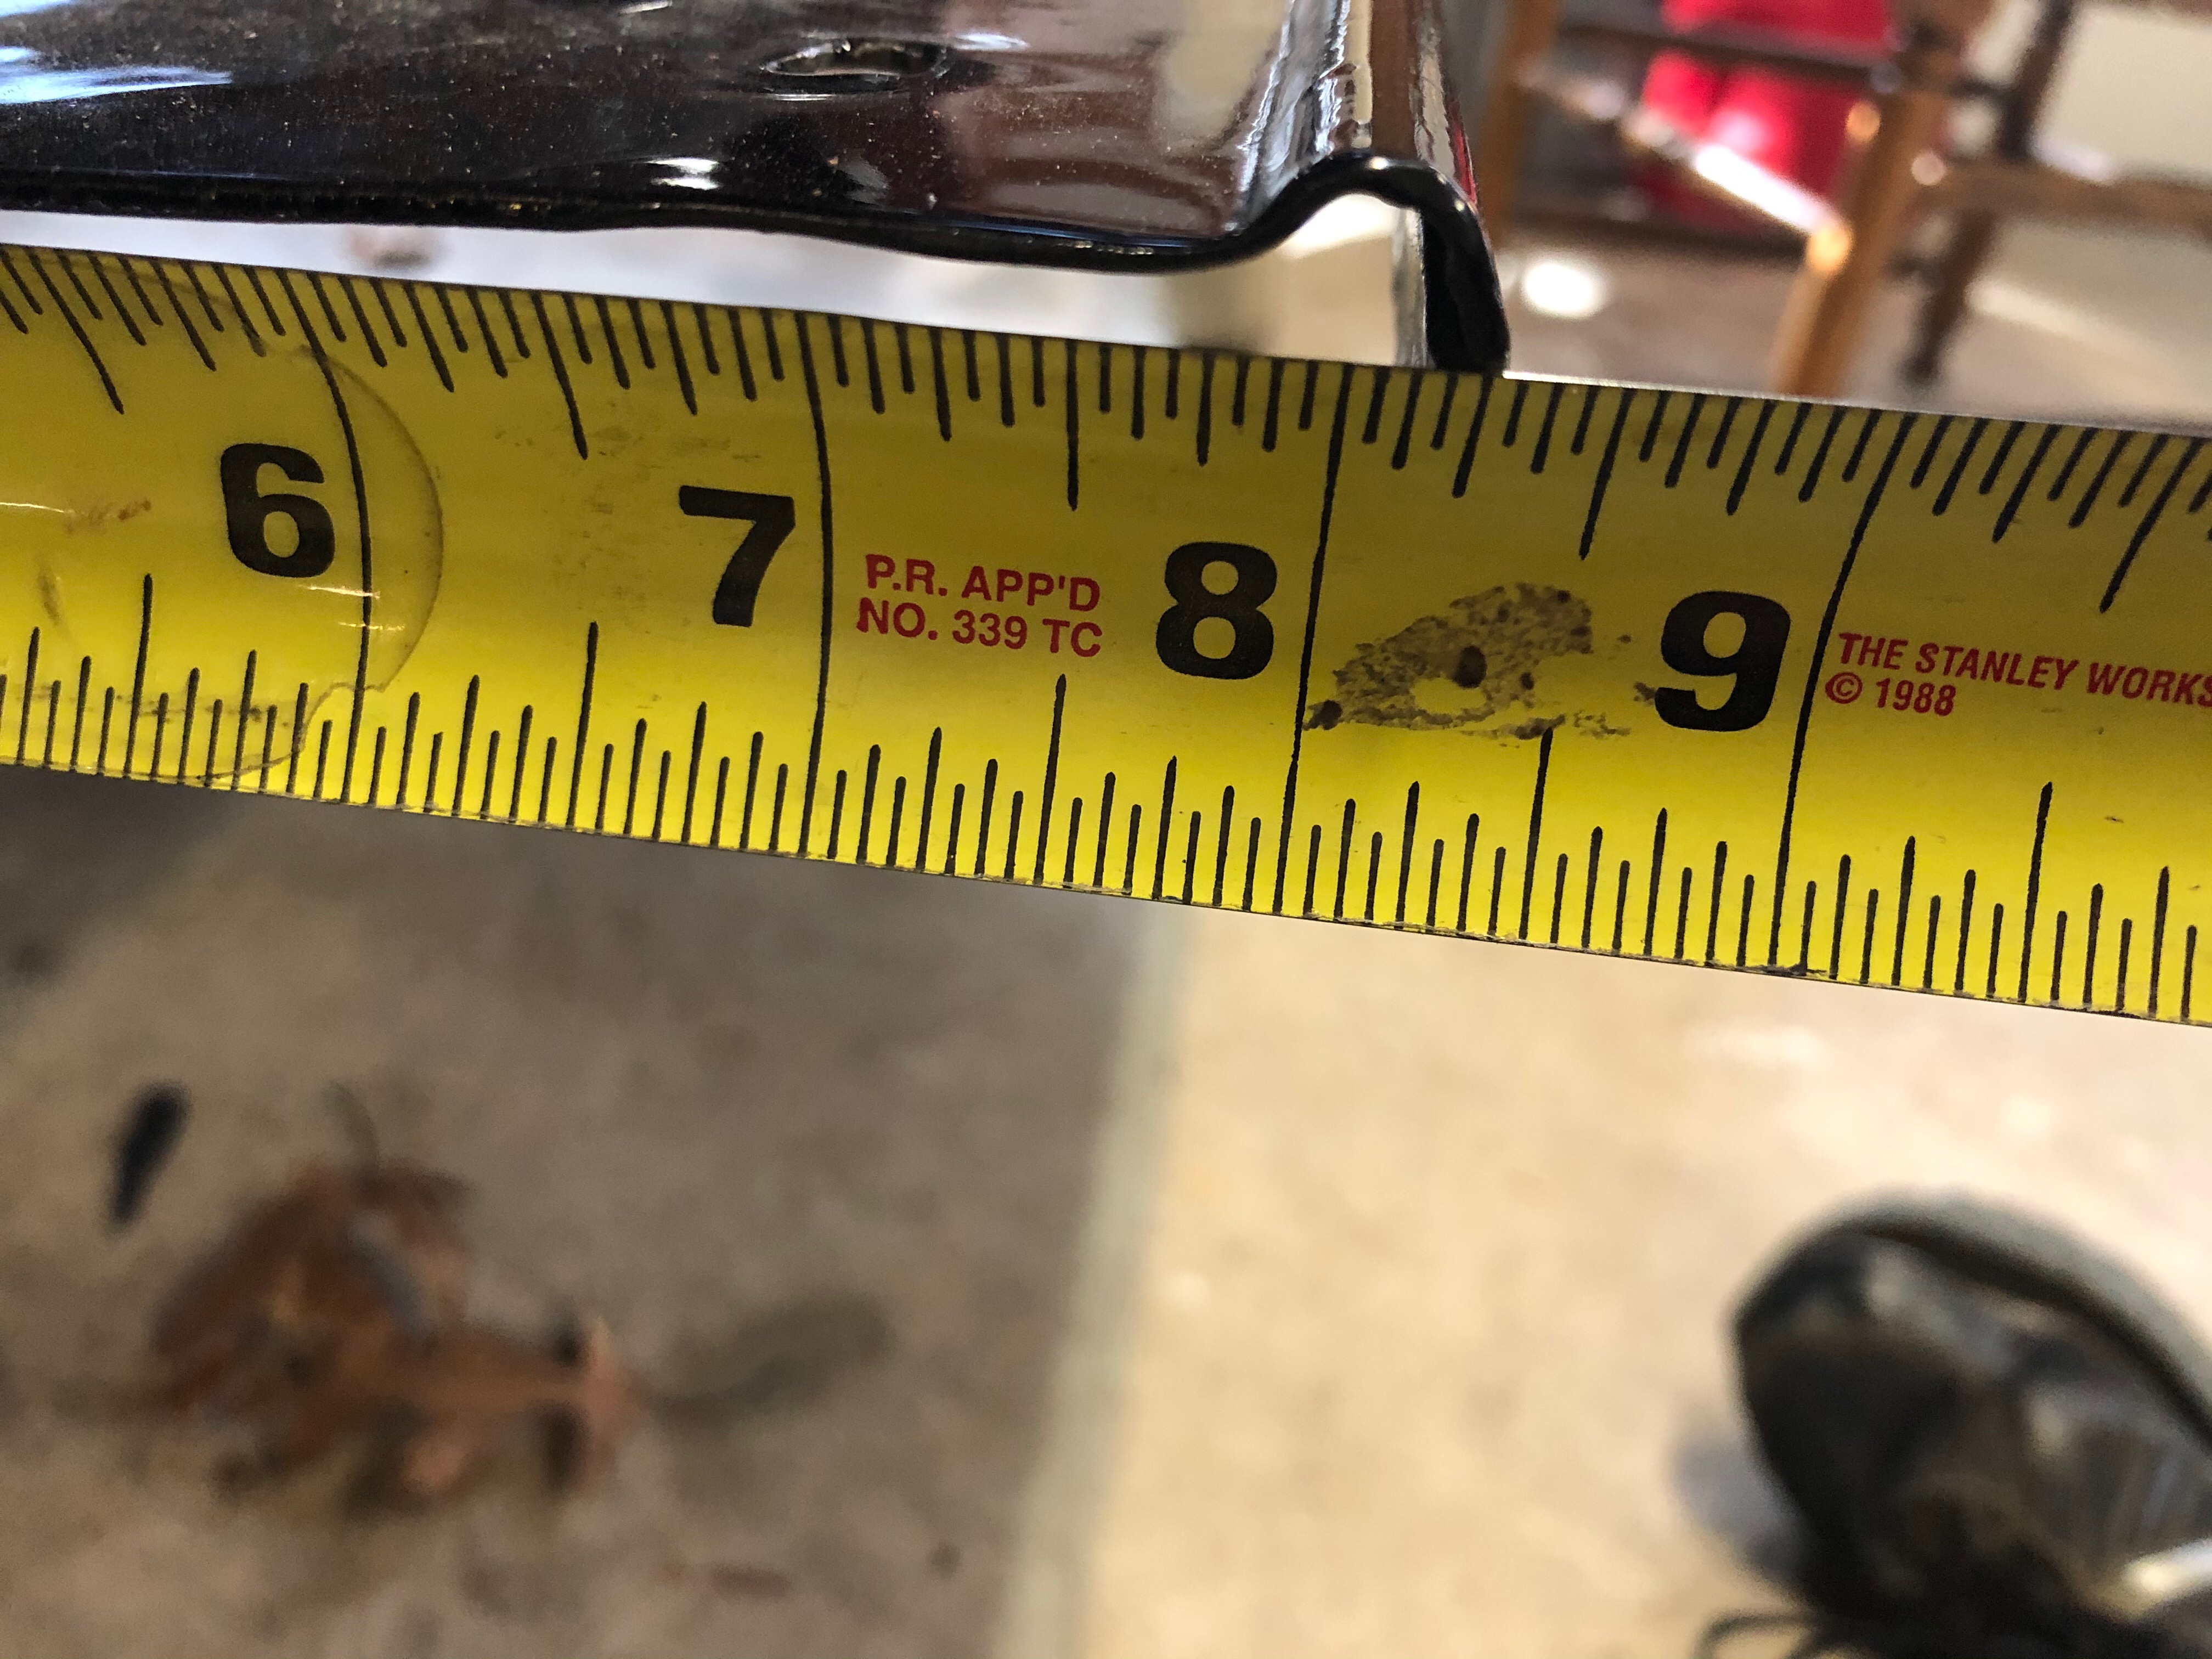 6 7 8 9
P.R. APP'D
NO. 339 TC
THE STANLEY WORKS
© 1988